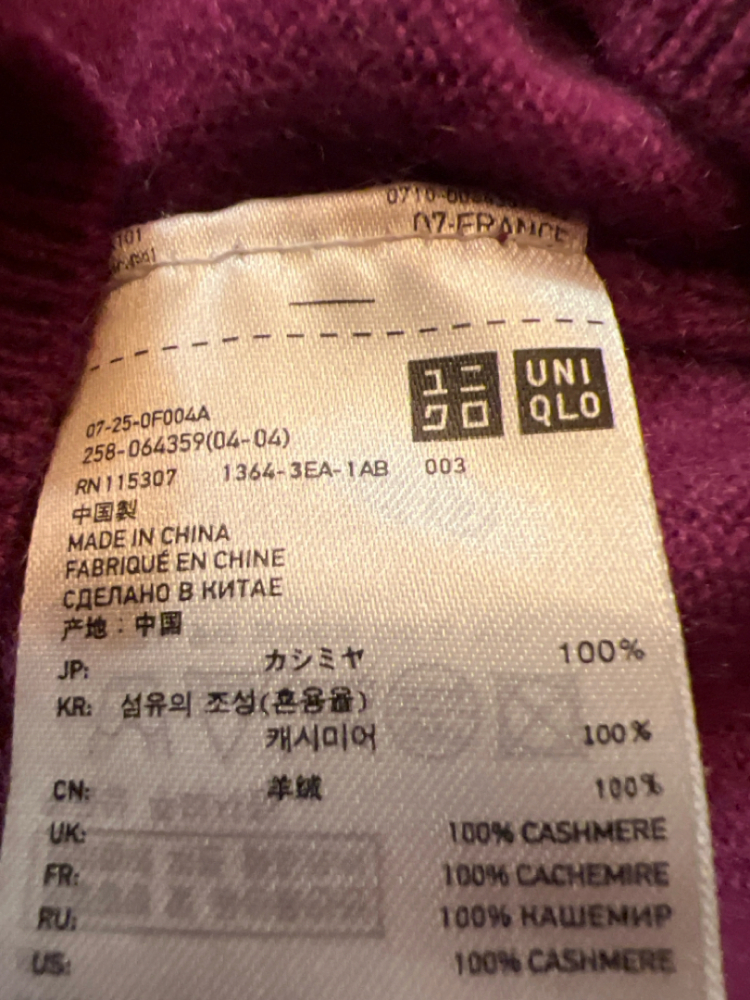 07-FRANCE
ユニクロ
UNIQLO
07-25-0F004A
258-064359(04-04)
RN115307 1364-3EA-1AB 003
中国製
MADE IN CHINA
FABRIQUÉ EN CHINE
СДЕЛАНО В КИТАЕ
产地：中国
JP: カシミヤ 100%
KR: 섬유의 조성(혼용율)
캐시미어 100%
CN: 羊绒 100%
UK: 100% CASHMERE
FR: 100% CACHEMIRE
RU: 100% КАШЕМИР
US: 100% CASHMERE